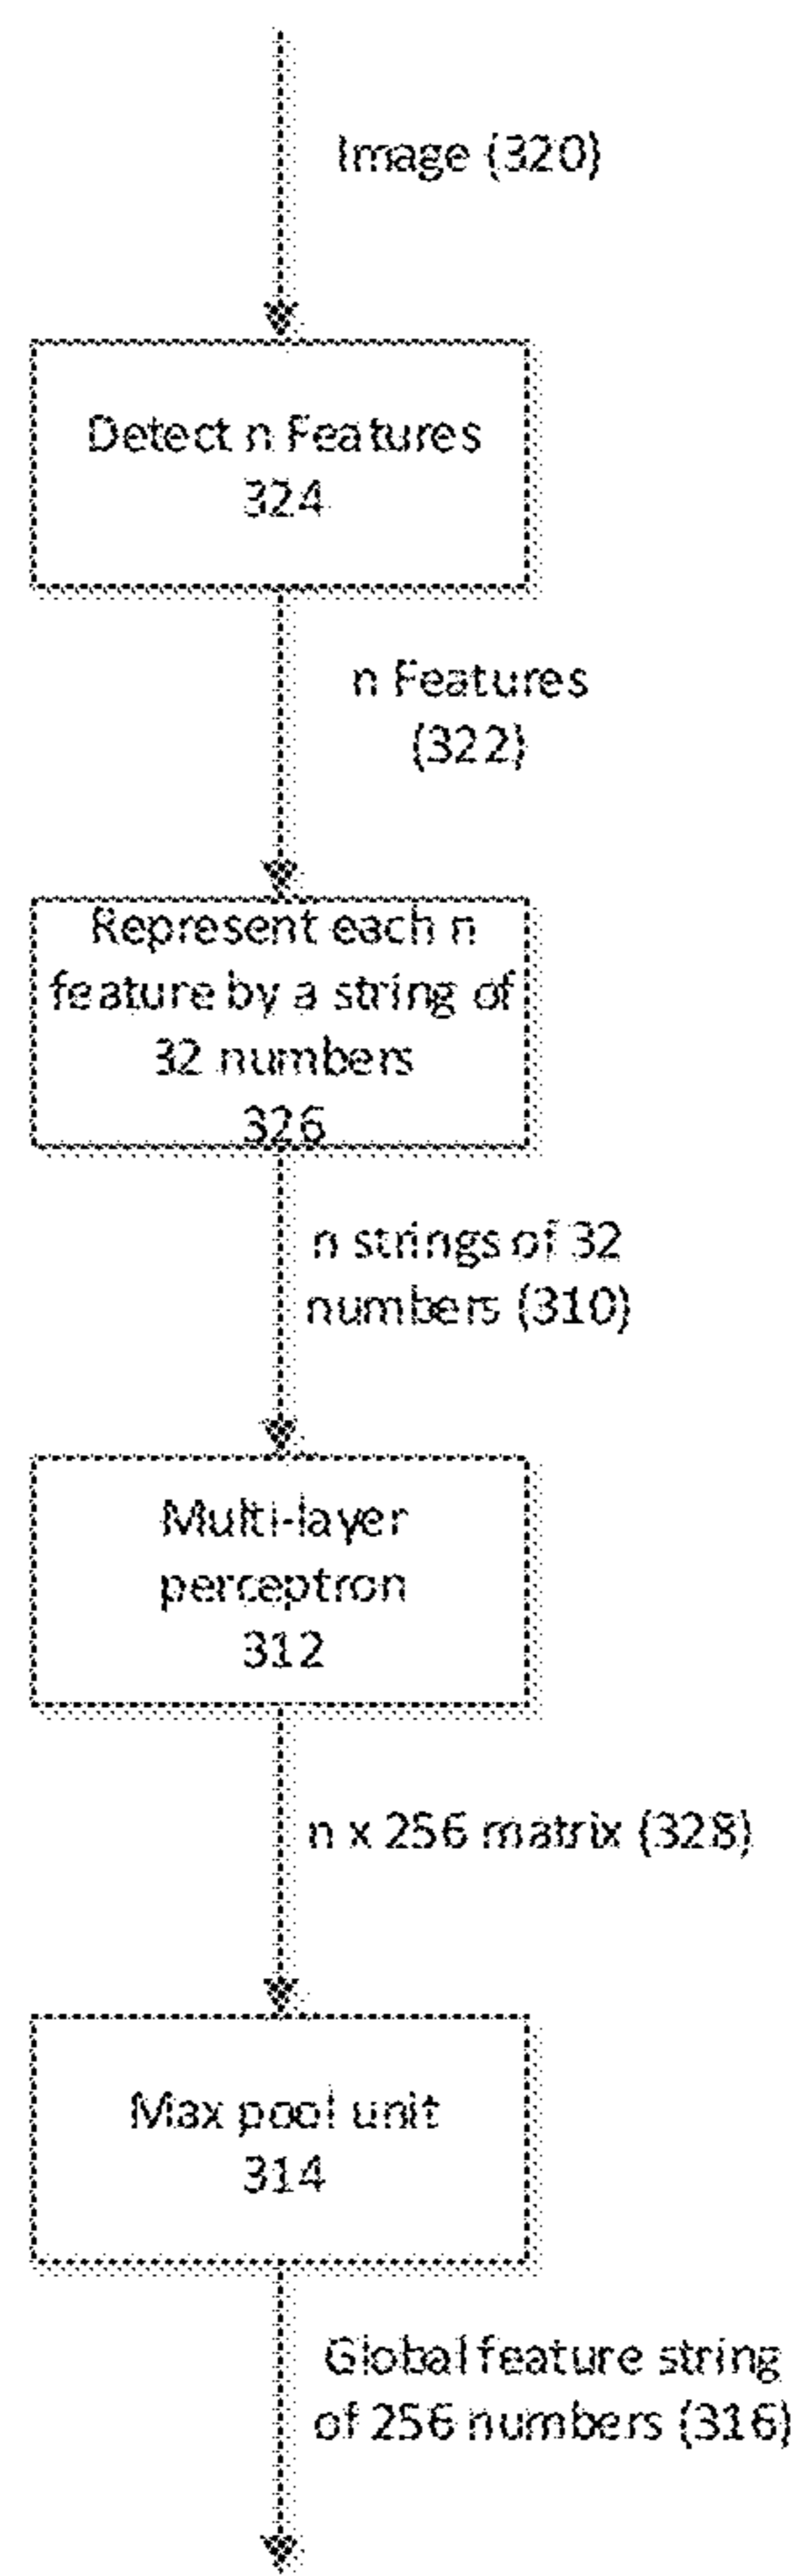 Image (320)
Detect n Features
324
n Features
(322)
Represent each n
feature by a string of
32 numbers
326
n strings of 32
numbers (310)
Multi-layer
perceptron
312
n x 256 matrix (328)
Max pool unit
314
Global feature string
of 256 numbers (316)